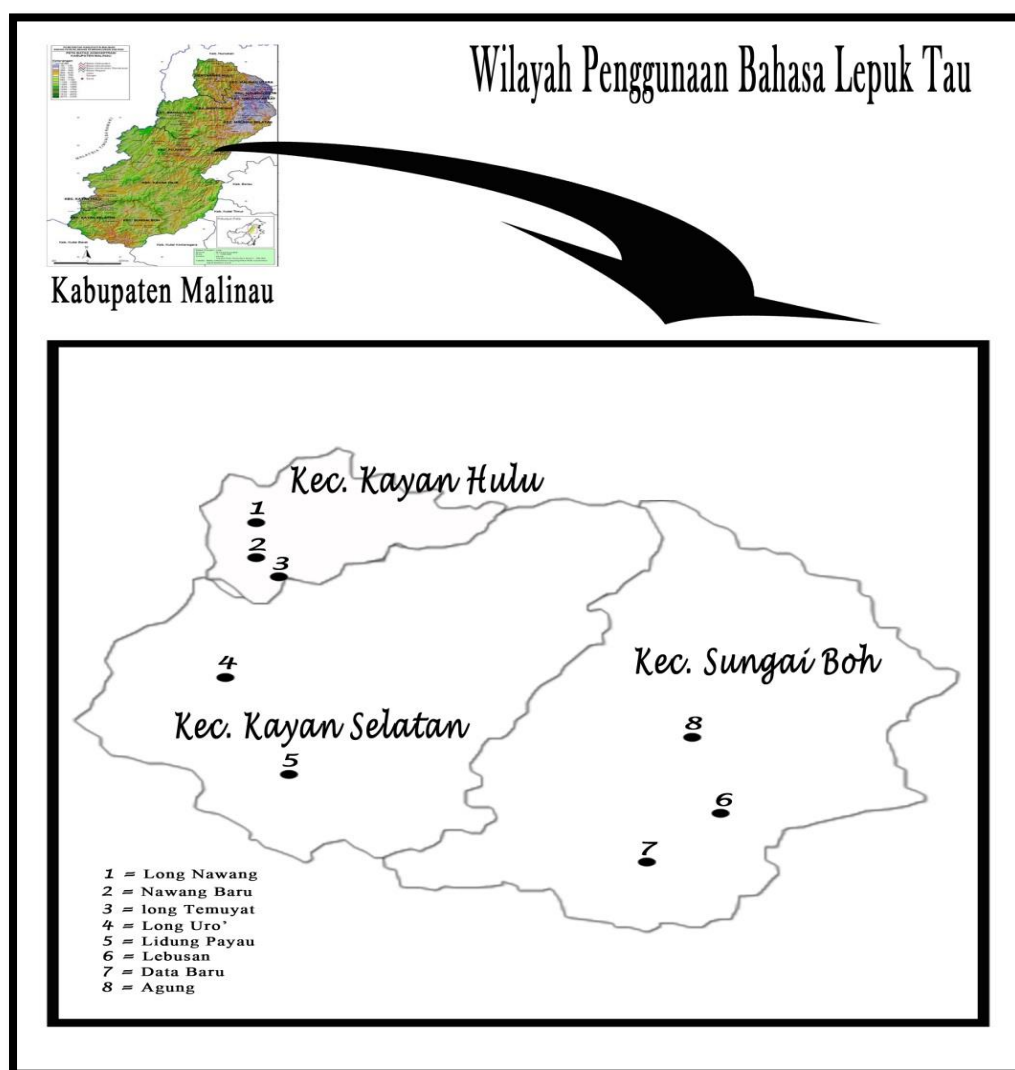 Wilayah Penggunaan Bahasa Lepuk Tau
Kabupaten Malinau
Kec. Kayan Hulu
1
2
3
Kec. Sungai Boh
4
Kec. Kayan Selatan
8
5
6
7
1 = Long Nawang
2 = Nawang Baru
3 = long Temuyat
4 = Long Uro’
5 = Lidung Payau
6 = Lebusan
7 = Data Baru
8 = Agung